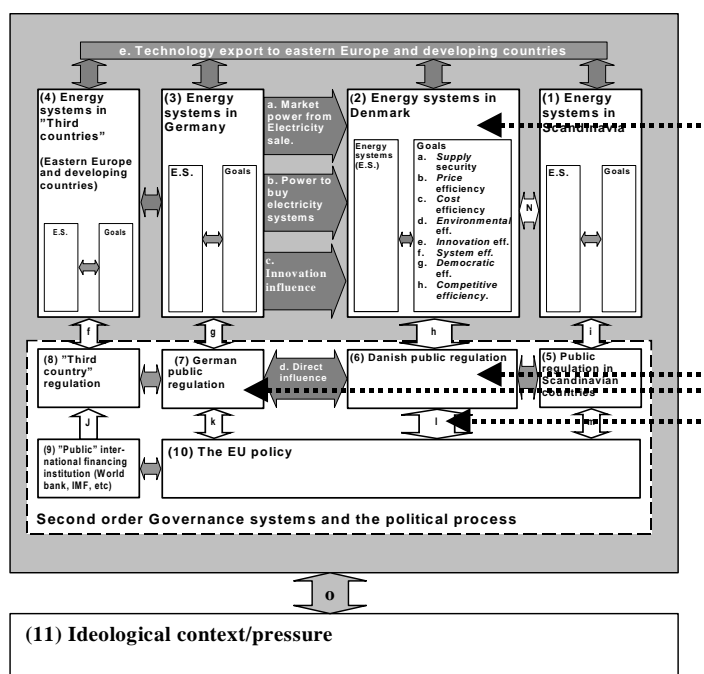 e. Technology export to eastern Europe and developing countries
(4) Energy
systems in
"Third
countries"
(Eastern Europe
and developing
countries)
E.S.
Goals
(3) Energy
systems in
Germany
E.S.
Goals
a. Market
power from
Electricity
sale.
b. Power to
buy
electricity
systems
c.
Innovation
influence
(2) Energy systems in
Denmark
Energy
systems
(E.S.)
Goals
a. Supply
security
b. Price
efficiency
c. Cost
efficiency
d. Environmental
eff.
e. Innovation eff.
f. System eff.
g. Democratic
eff.
h. Competitive
efficiency.
N
(1) Energy
systems in
Scandinavia
E.S.
Goals
f
g
h
i
(8) "Third
country"
regulation
(7) German
public
regulation
d. Direct
influence
(6) Danish public regulation
(5) Public
regulation in
Scandinavian
countries
J
k
l
m
(9) "Public" inter-
national financing
institution (World
bank, IMF, etc)
(10) The EU policy
Second order Governance systems and the political process
o
(11) Ideological context/pressure